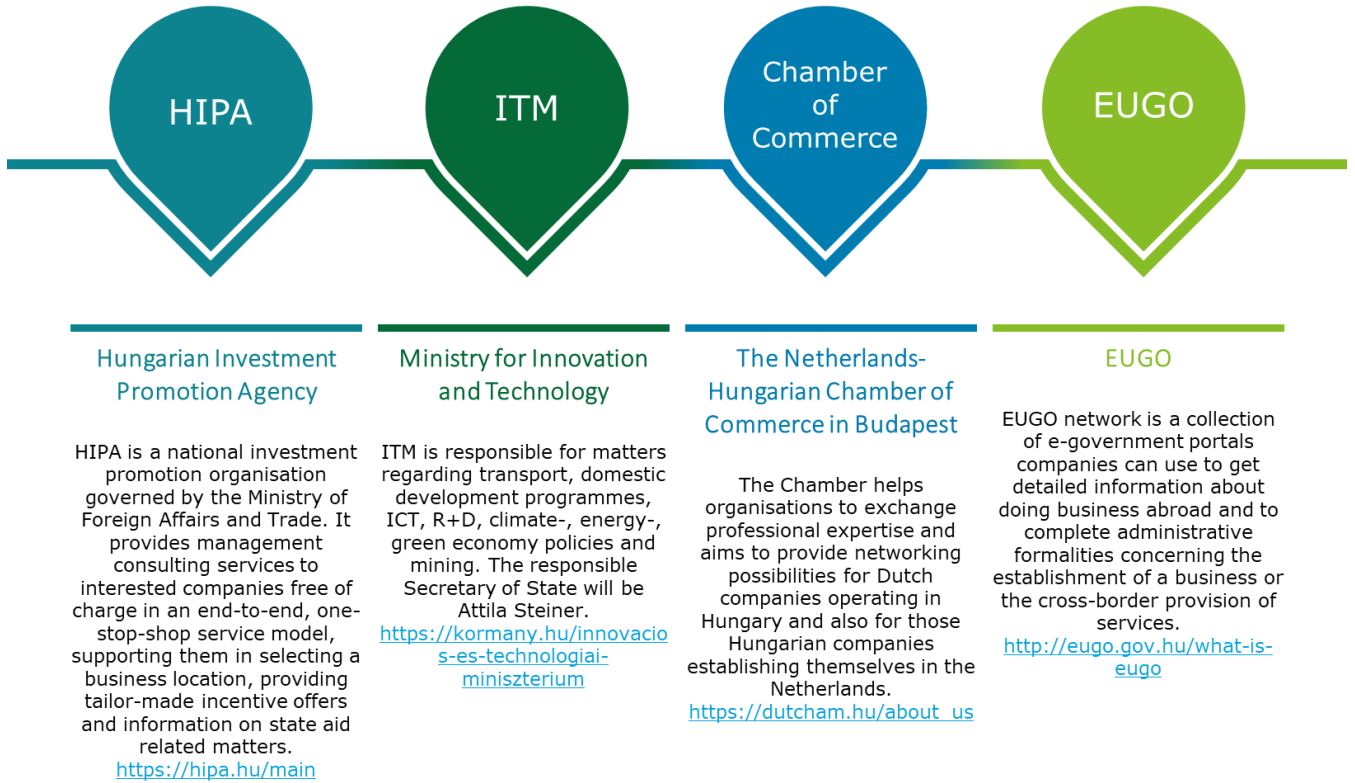 HIPA
ITM
Chamber
of
Commerce
EUGO
Hungarian Investment
Promotion Agency
HIPA is a national investment
promotion organisation
governed by the Ministry of
Foreign Affairs and Trade. It
provides management
consulting services to
interested companies free of
charge in an end-to-end, one-
stop-shop service model,
supporting them in selecting a
business location, providing
tailor-made incentive offers
and information on state aid
related matters.
https://hipa.hu/main
Ministry for Innovation
and Technology
ITM is responsible for matters
regarding transport, domestic
development programmes,
ICT, R+D, climate-, energy-,
green economy policies and
mining. The responsible
Secretary of State will be
Attila Steiner.
https://kormany.hu/innovacio
s-es-technologiai-
miniszterium
The Netherlands-
Hungarian Chamber of
Commerce in Budapest
The Chamber helps
organisations to exchange
professional expertise and
aims to provide networking
possibilities for Dutch
companies operating in
Hungary and also for those
Hungarian companies
establishing themselves in the
Netherlands.
https://dutcham.hu/about_us
EUGO
EUGO network is a collection
of e-government portals
companies can use to get
detailed information about
doing business abroad and to
complete administrative
formalities concerning the
establishment of a business or
the cross-border provision of
services.
http://eugo.gov.hu/what-is-
eugo